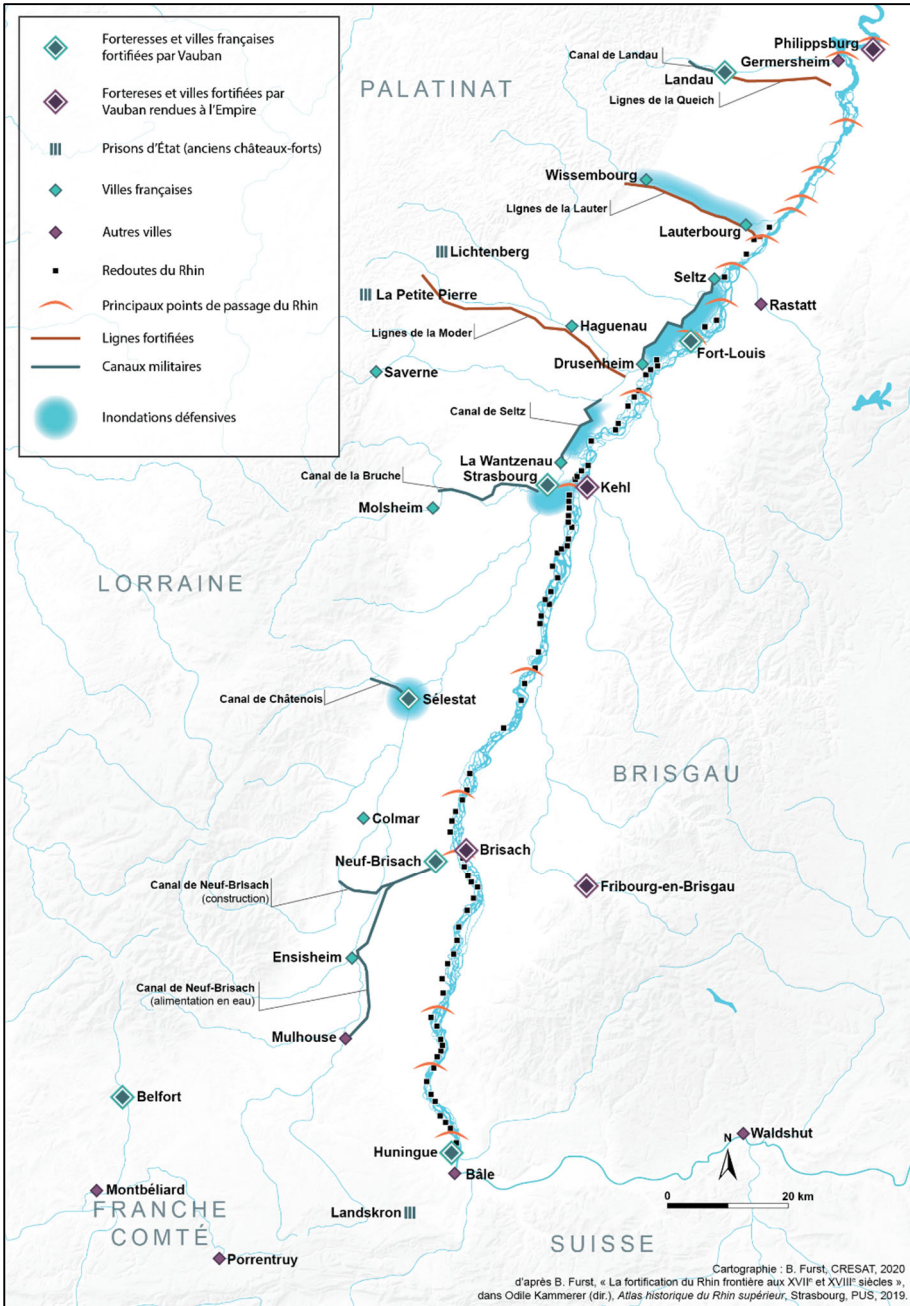 Forteresses et villes françaises
fortifiées par Vauban
Fortereses et villes fortifiées par
Vauban rendues à l'Empire
Prisons d'État (anciens châteaux-forts)
Villes françaises
Autres villes
Redoutes du Rhin
Principaux points de passage du Rhin
Lignes fortifiées
Canaux militaires
Inondations défensives
Philippsburg
Germersheim
Canal de Landau
Landau
Lignes de la Queich
PALATINAT
Wissembourg
Lignes de la Lauter
Lauterbourg
Lichtenberg
Seltz
La Petite Pierre
Rastatt
Lignes de la Moder
Haguenau
Fort-Louis
Drusenheim
Saverne
Canal de Seltz
La Wantzenau
Strasbourg
Canal de la Bruche
Kehl
Molsheim
LORRAINE
Canal de Châtenois
Sélestat
BRISGAU
Colmar
Brisach
Neuf-Brisach
Canal de Neuf-Brisach
(construction)
Fribourg-en-Brisgau
Ensisheim
Canal de Neuf-Brisach
(alimentation en eau)
Mulhouse
Belfort
Waldshut
N
Huningue
Bâle
Montbéliard
0 20 km
FRANCHE
COMTÉ
Landskron
SUISSE
Porrentruy
Cartographie : B. Furst, CRESAT, 2020
d'après B. Furst, « La fortification du Rhin frontière aux XVIIe et XVIIIe siècles »,
dans Odile Kammerer (dir.), Atlas historique du Rhin supérieur, Strasbourg, PUS, 2019.